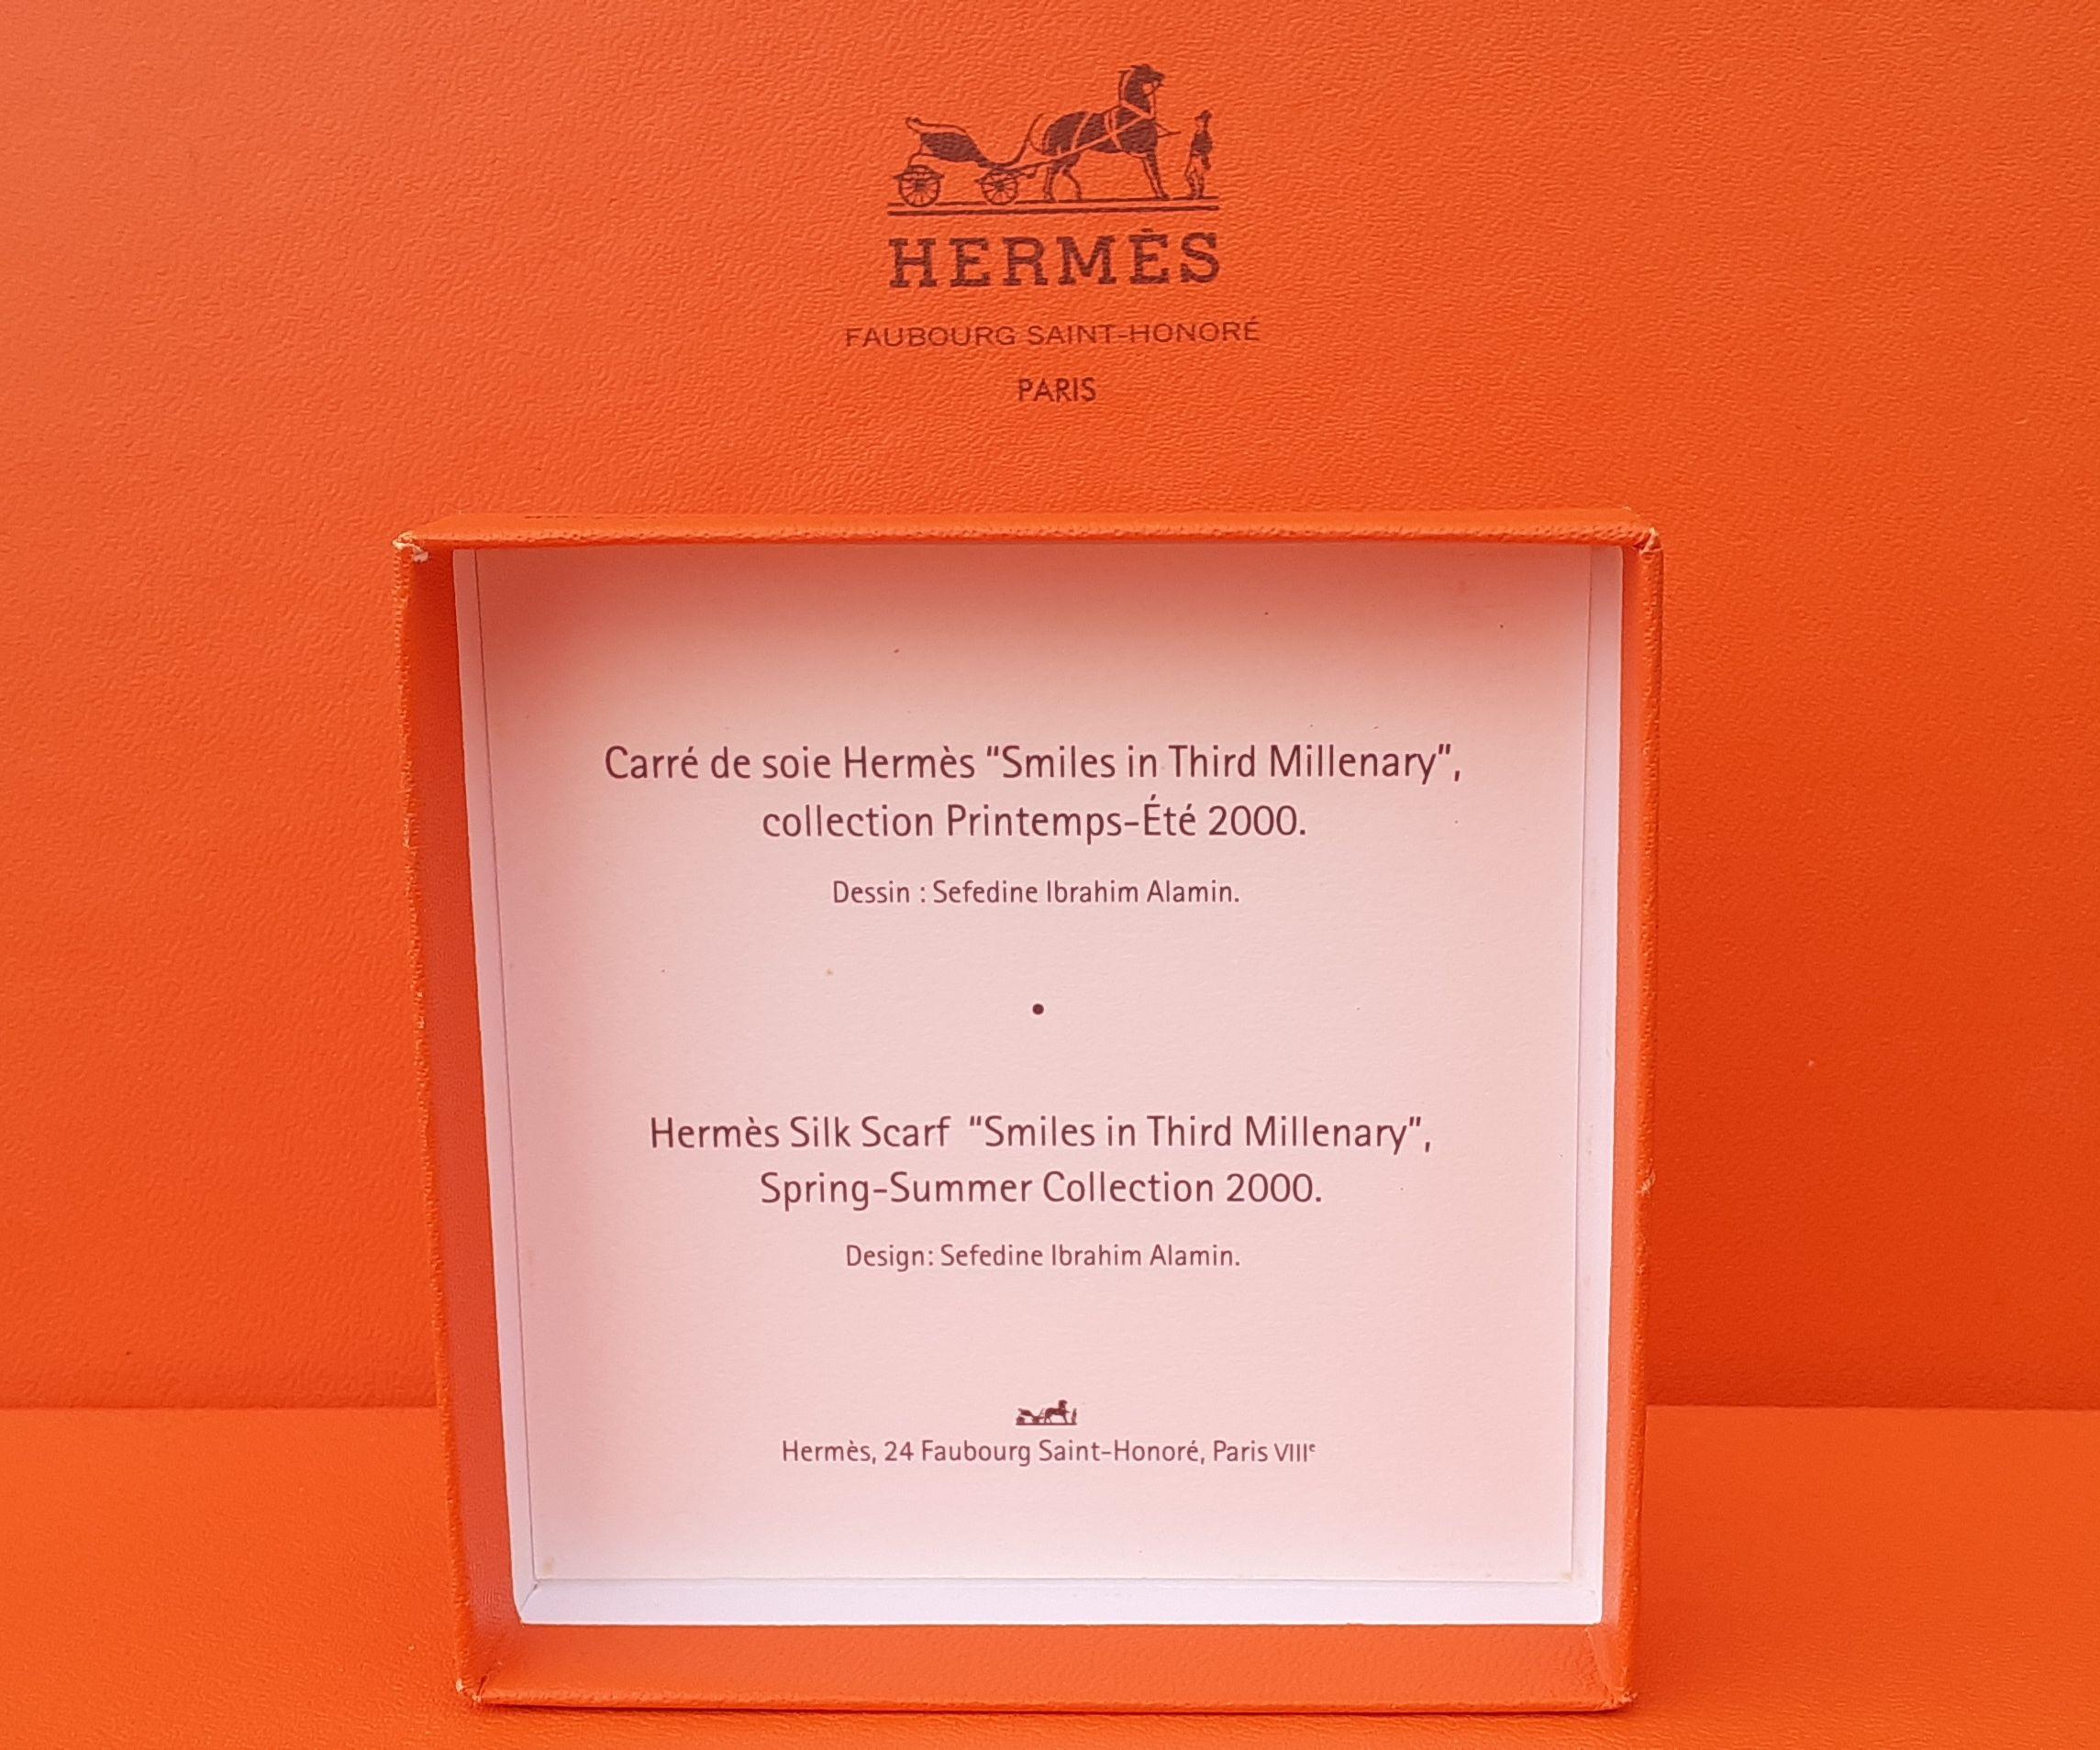 HERMÈS
FAUBOURG SAINT-HONORÉ
PARIS
Carré de soie Hermès “Smiles in Third Millenary”,
collection Printemps-Été 2000.
Dessin : Sefedine Ibrahim Alamin.
•
Hermès Silk Scarf “Smiles in Third Millenary”,
Spring-Summer Collection 2000.
Design: Sefedine Ibrahim Alamin.
Hermès, 24 Faubourg Saint-Honoré, Paris VIIIᵉ